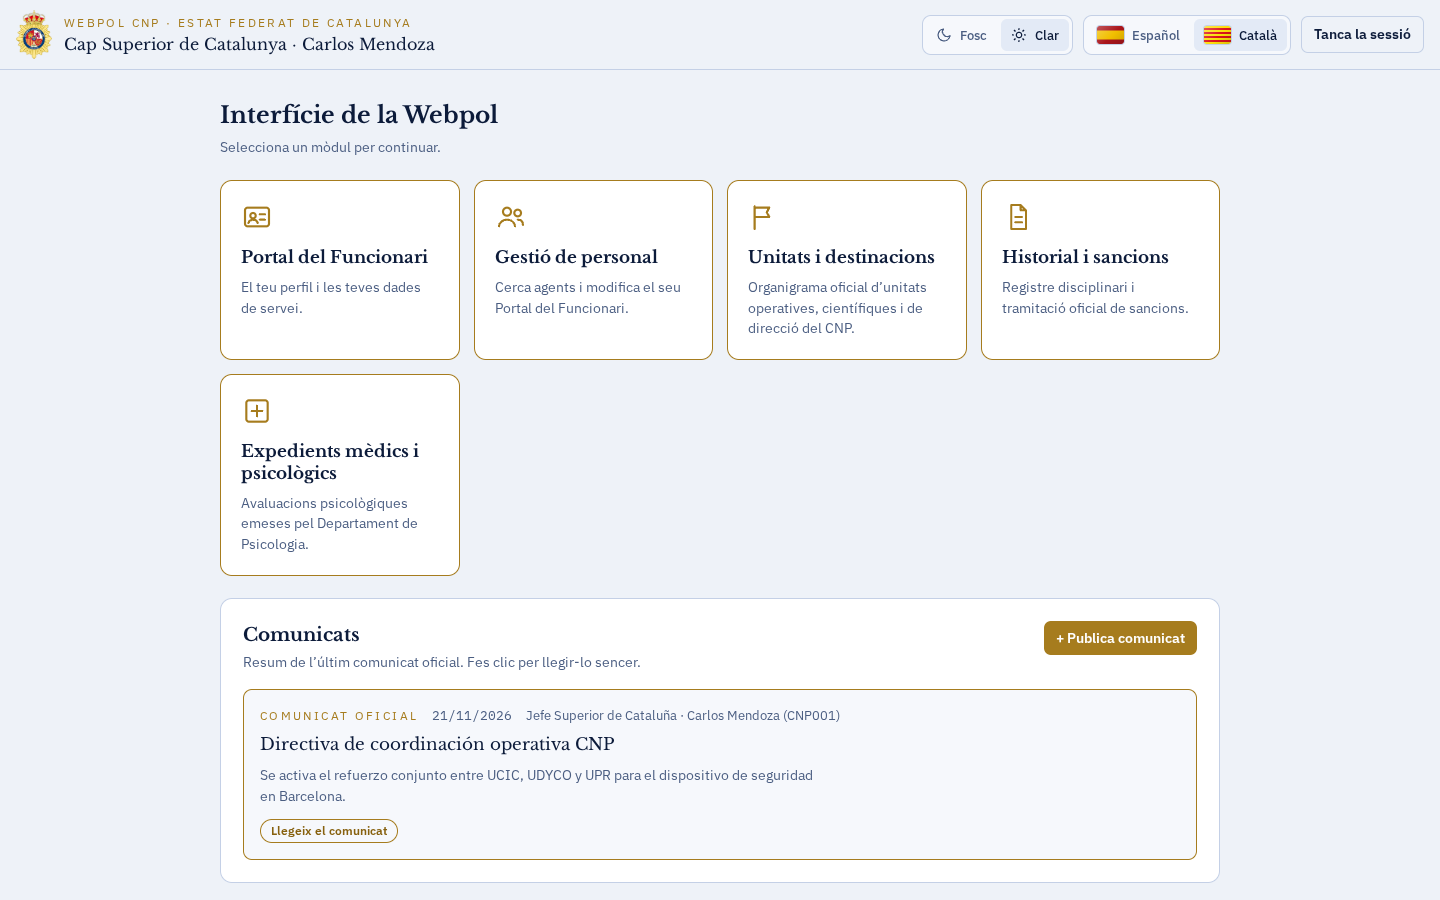 WEBPOL CNP · ESTAT FEDERAT DE CATALUNYA
Cap Superior de Catalunya · Carlos Mendoza
Fosc
Clar
Español
Català
Tanca la sessió
Interfície de la Webpol
Selecciona un mòdul per continuar.
Portal del Funcionari
El teu perfil i les teves dades
de servei.
Gestió de personal
Cerca agents i modifica el seu
Portal del Funcionari.
Unitats i destinacions
Organigrama oficial d’unitats
operatives, científiques i de
direcció del CNP.
Historial i sancions
Registre disciplinari i
tramitació oficial de sancions.
Expedients mèdics i
psicològics
Avaluacions psicològiques
emeses pel Departament de
Psicologia.
Comunicats
Resum de l’últim comunicat oficial. Fes clic per llegir-lo sencer.
+ Publica comunicat
COMUNICAT OFICIAL 21/11/2026 Jefe Superior de Cataluña · Carlos Mendoza (CNP001)
Directiva de coordinación operativa CNP
Se activa el refuerzo conjunto entre UCIC, UDYCO y UPR para el dispositivo de seguridad
en Barcelona.
Llegeix el comunicat